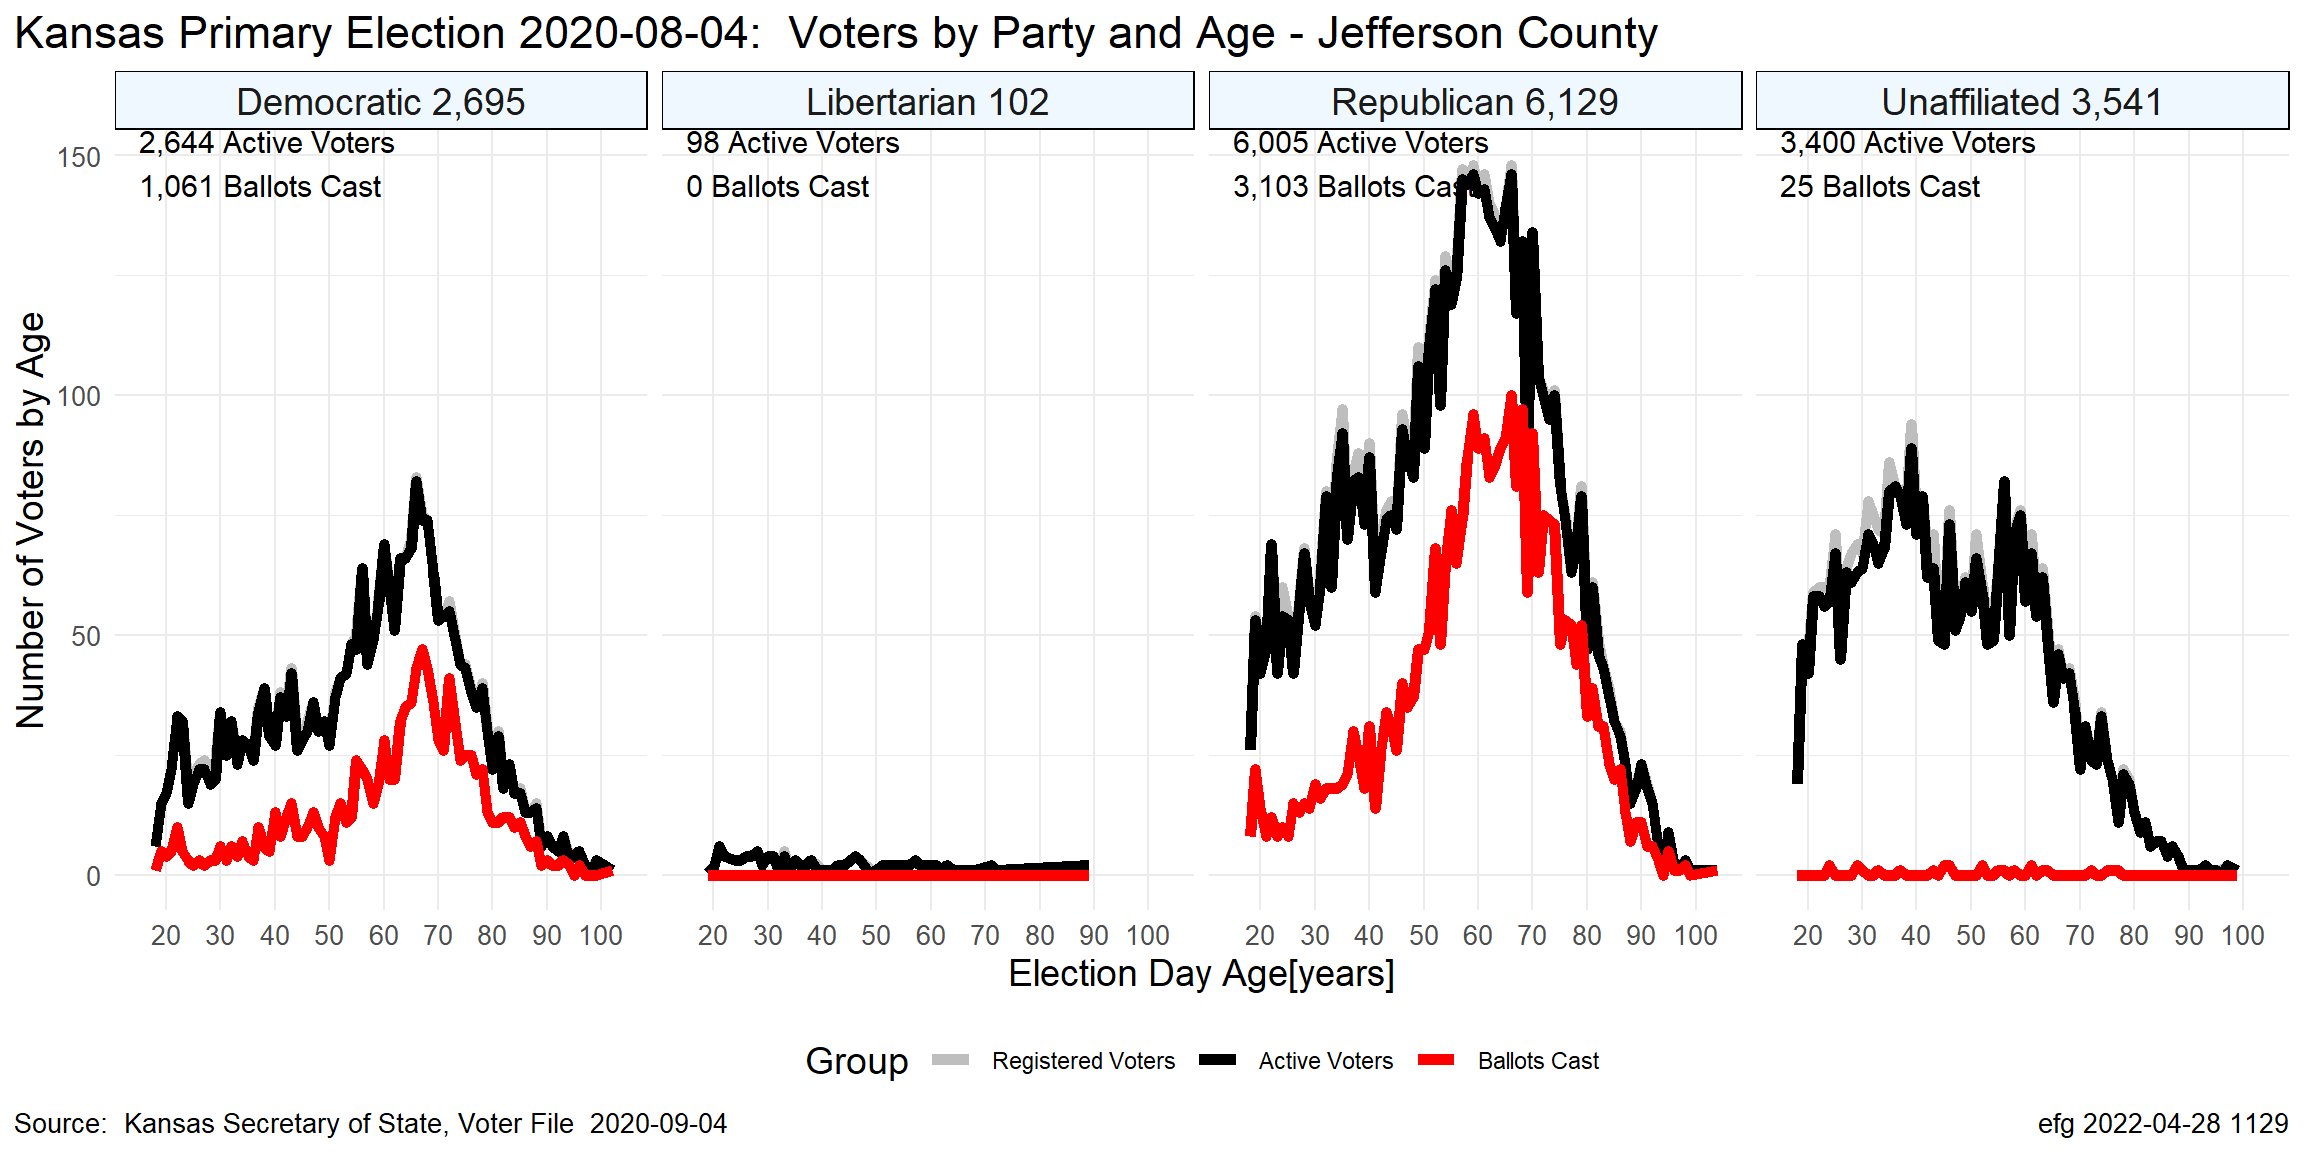 Kansas Primary Election 2020-08-04:  Voters by Party and Age - Jefferson County
Democratic 2,695
Libertarian 102
Republican 6,129
Unaffiliated 3,541
2,644 Active Voters
1,061 Ballots Cast
98 Active Voters
0 Ballots Cast
6,005 Active Voters
3,103 Ballots Cast
3,400 Active Voters
25 Ballots Cast
Number of Voters by Age
150
100
50
0
20 30 40 50 60 70 80 90 100
20 30 40 50 60 70 80 90 100
20 30 40 50 60 70 80 90 100
20 30 40 50 60 70 80 90 100
Election Day Age[years]
Group Registered Voters Active Voters Ballots Cast
Source:  Kansas Secretary of State, Voter File  2020-09-04
efg 2022-04-28 1129